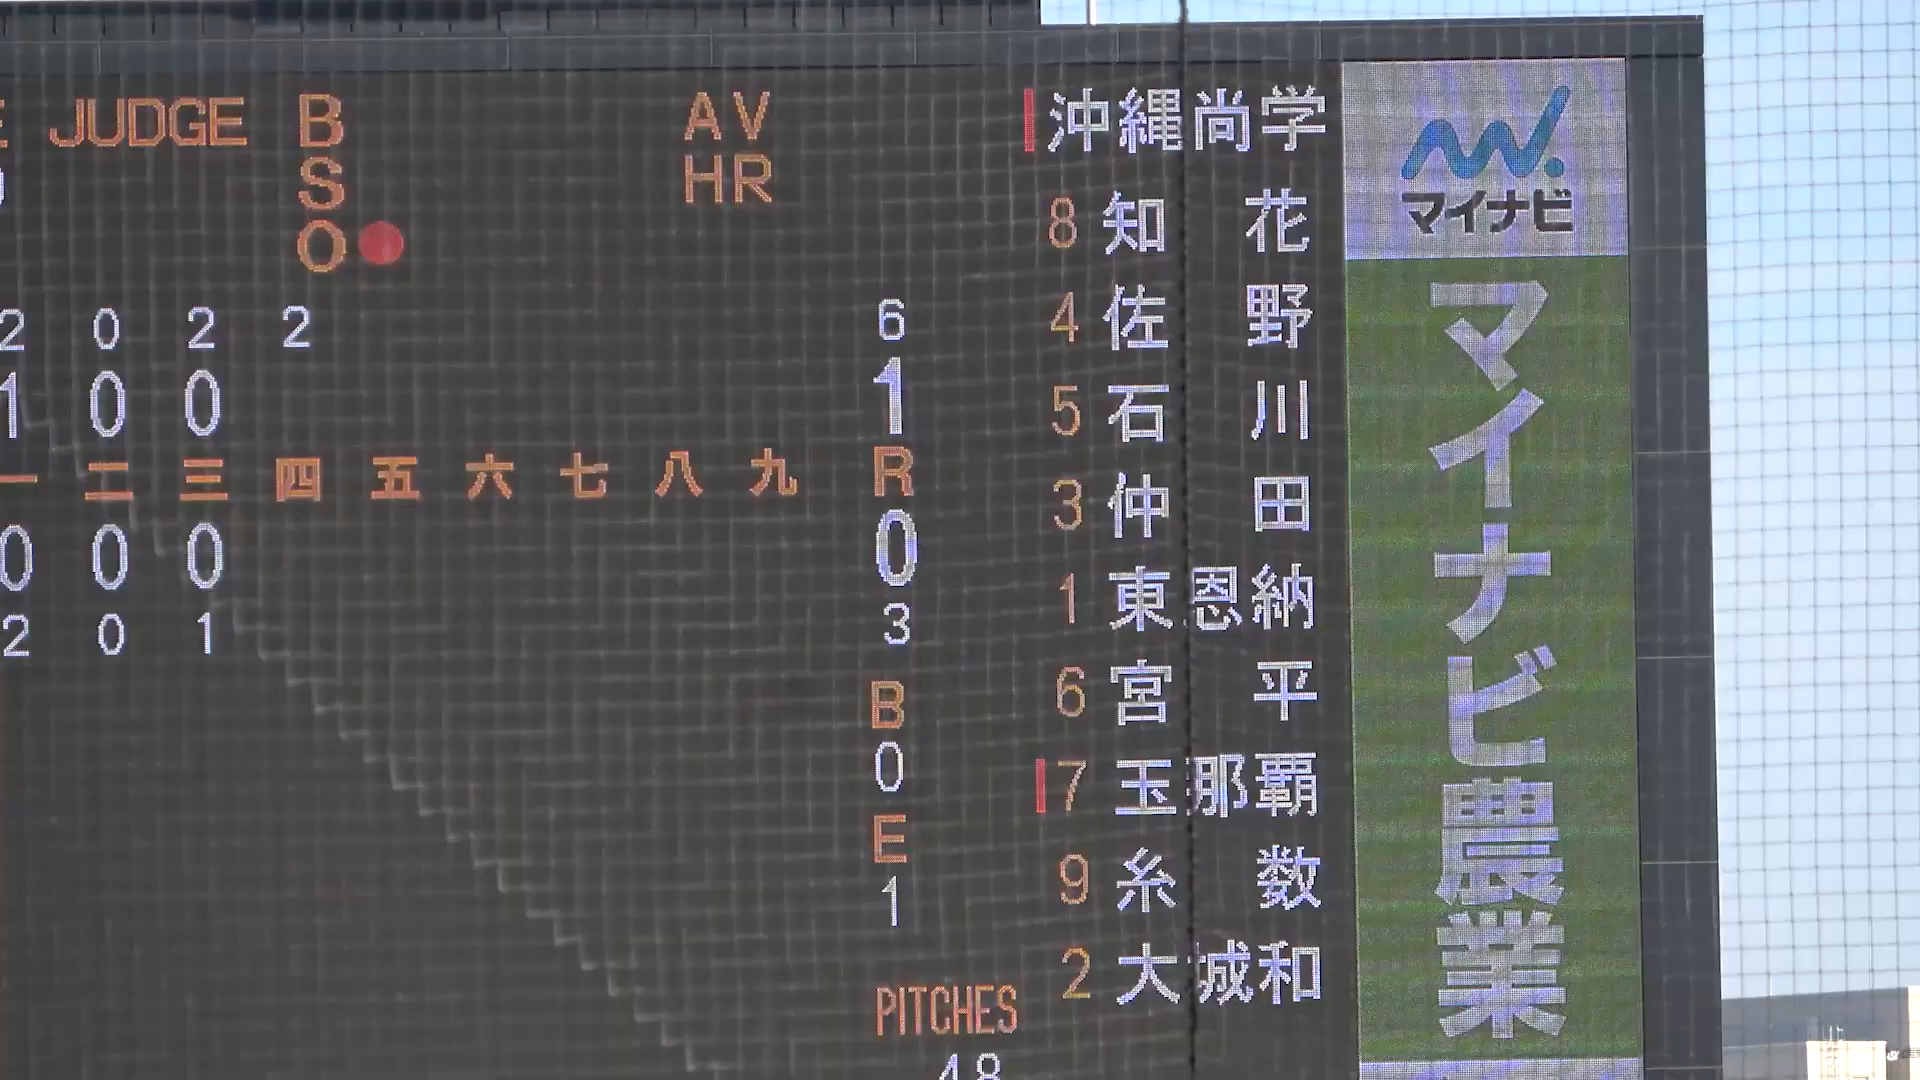 JUDGE B AV
S HR
O
2 0 2 2 6
1 0 0 1
一 二 三 四 五 六 七 八 九 R
0 0 0 0
2 0 1 3
B
0
E
1
PITCHES
48
沖縄尚学
8 知花
4 佐野
5 石川
3 仲田
1 東恩納
6 宮平
7 玉那覇
9 糸数
2 大城和
マイナビ
マイナビ農業